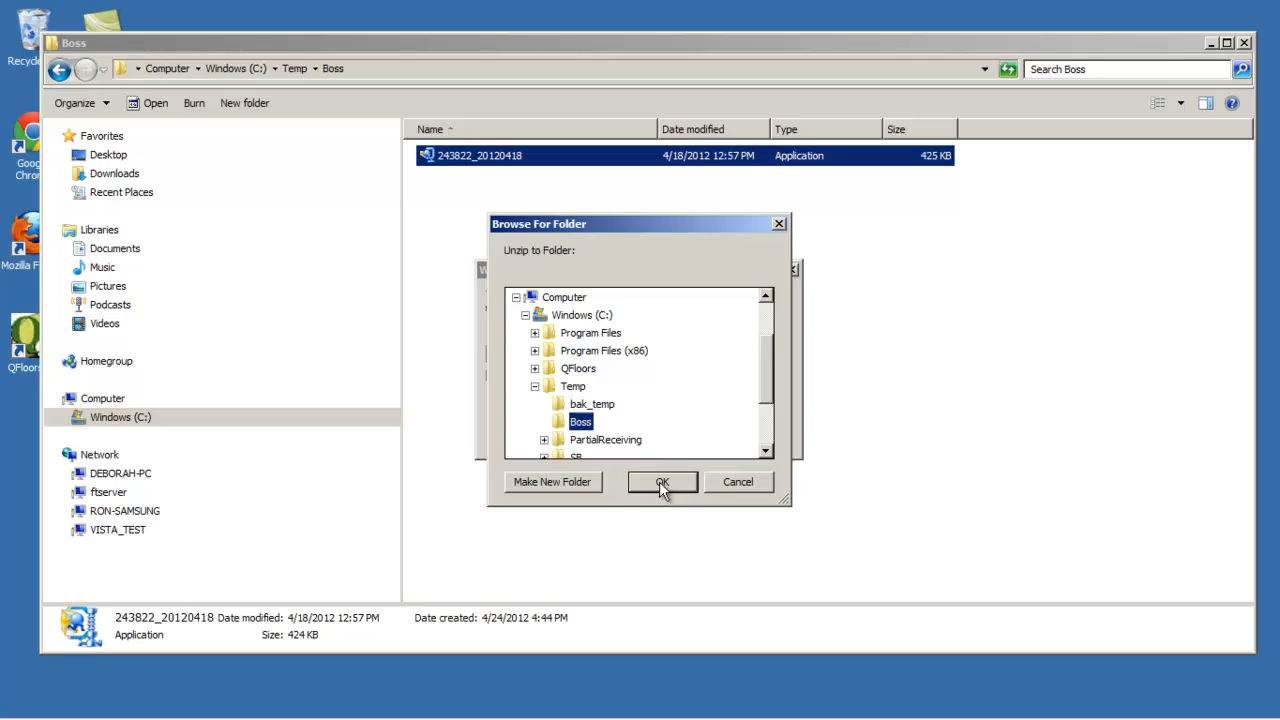 Boss
Recycle
Computer Windows (C:) Temp Boss
Search Boss
Organize Open Burn New folder
Name Date modified Type Size
Favorites
243822_20120418 4/18/2012 12:57 PM Application 425 KB
Desktop
Goog
Chron
Downloads
Recent Places
Browse For Folder
Libraries
Unzip to Folder:
Documents
Mozilla F
Music
Pictures
Podcasts
Videos
Computer
Windows (C:)
Program Files
Program Files (x86)
QFloors
QFloors
Temp
bak_temp
Boss
PartialReceiving
SB
Homegroup
Computer
Windows (C:)
Network
DEBORAH-PC
ftserver
RON-SAMSUNG
VISTA_TEST
Make New Folder OK Cancel
243822_20120418 Date modified: 4/18/2012 12:57 PM Date created: 4/24/2012 4:44 PM
Application Size: 424 KB